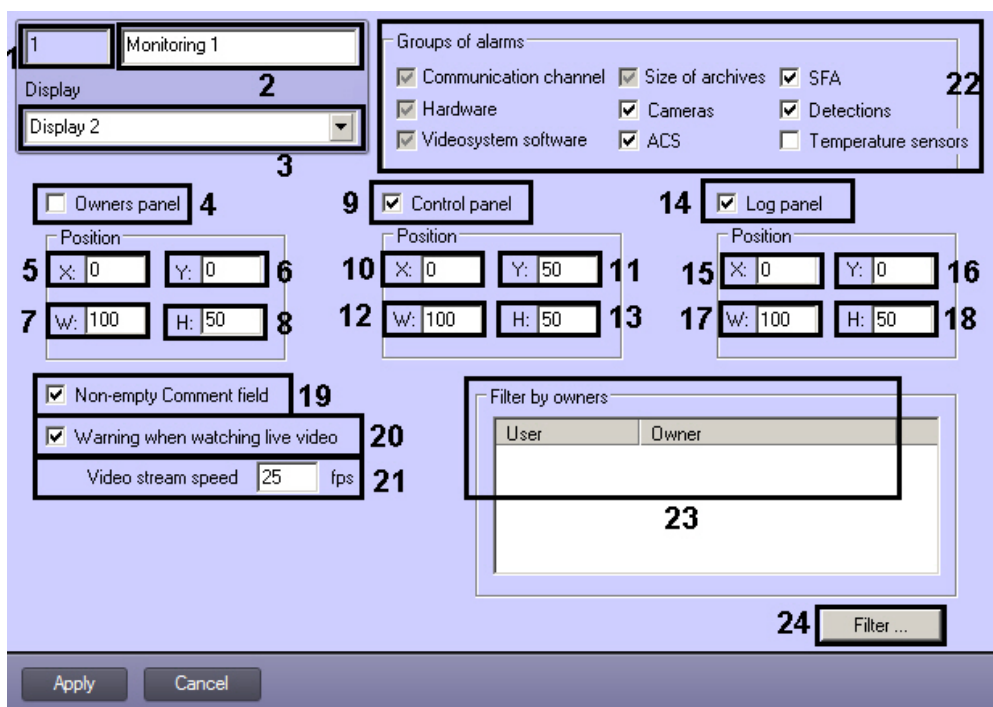 1 1 Monitoring 1 2
Display
Display 2 3
Groups of alarms 22
Communication channel Size of archives SFA
Hardware Cameras Detections
Videosystem software ACS Temperature sensors
Owners panel 4 9 Control panel 14 Log panel
Position Position Position
5 X: 0 Y: 0 6 10 X: 0 Y: 50 11 15 X: 0 Y: 0 16
7 W: 100 H: 50 8 12 W: 100 H: 50 13 17 W: 100 H: 50 18
Non-empty Comment field 19
Warning when watching live video 20
Video stream speed 25 fps 21
Filter by owners
User Owner
23
24 Filter ...
Apply Cancel